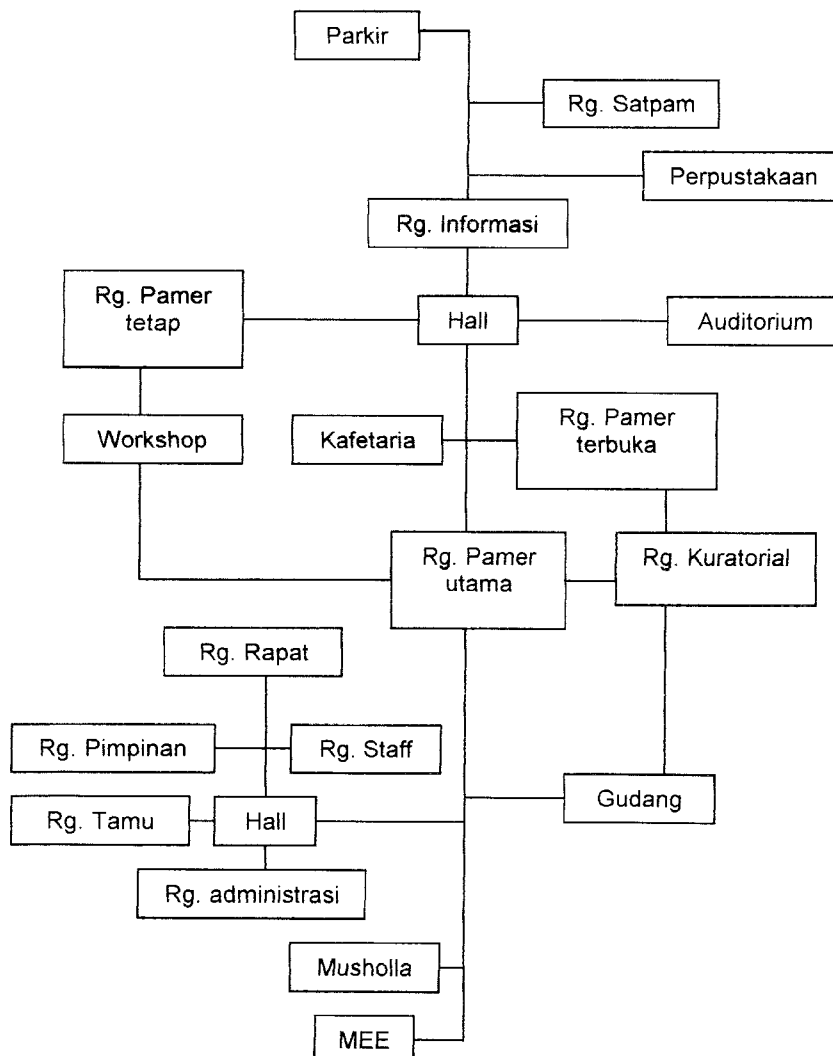 Parkir
Rg. Satpam
Perpustakaan
Rg. Informasi
Rg. Pamer
tetap
Hall
Auditorium
Workshop
Kafetaria
Rg. Pamer
terbuka
Rg. Pamer
utama
Rg. Kuratorial
Rg. Rapat
Rg. Pimpinan
Rg. Staff
Gudang
Rg. Tamu
Hall
Rg. administrasi
Musholla
MEE